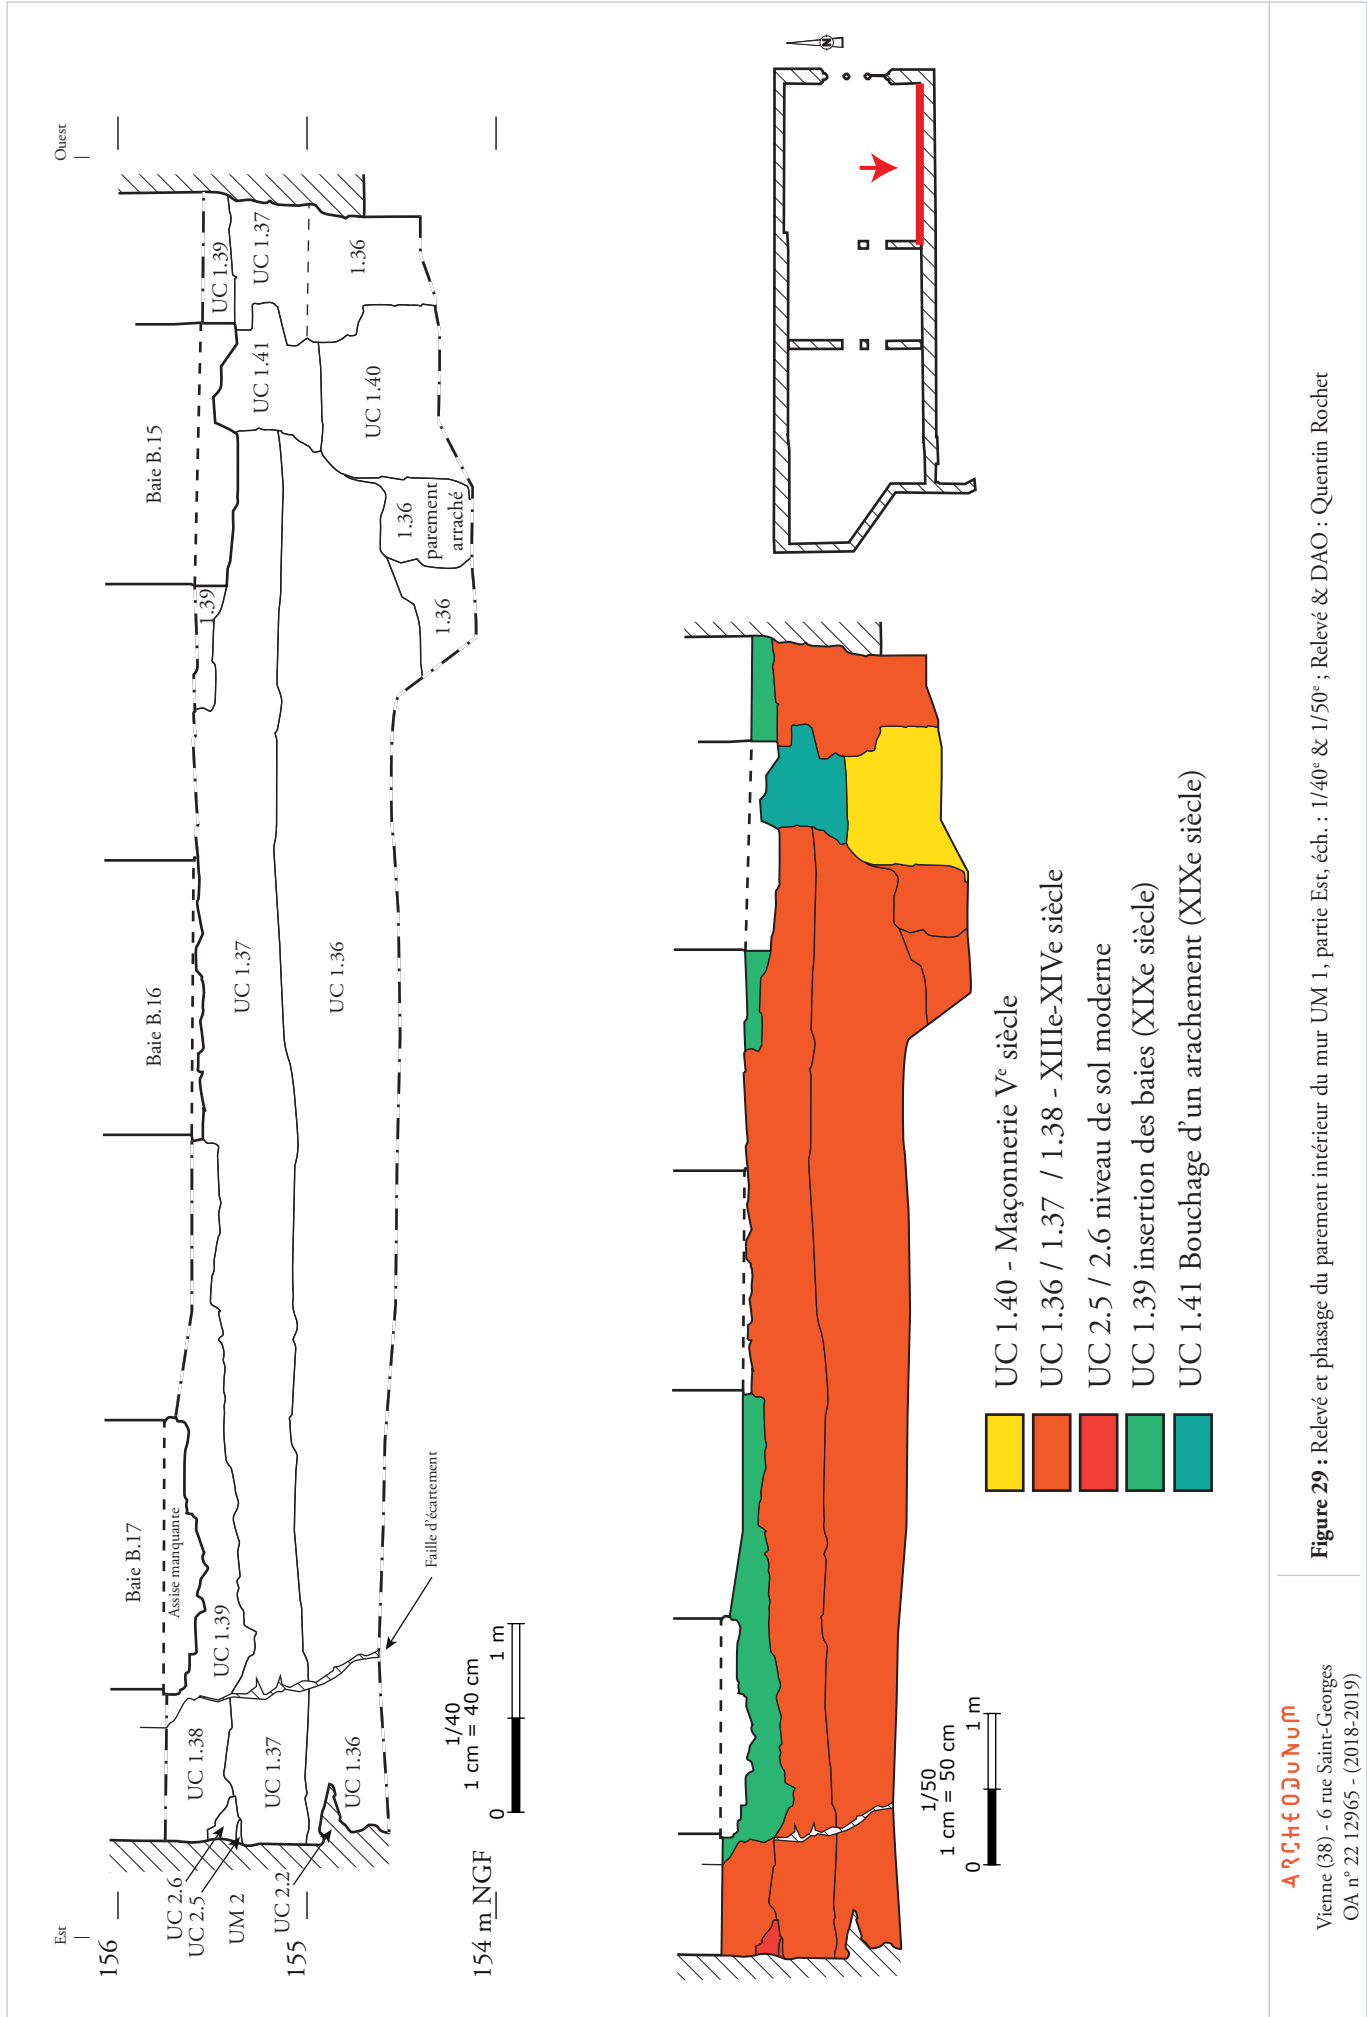 Est
Ouest
156
155
154 m NGF
UC 2.6
UC 2.5
UM 2
UC 2.2
Baie B.17
Assise manquante
Baie B.16
Baie B.15
UC 1.38
UC 1.39
1.39
UC 1.39
UC 1.37
UC 1.37
UC 1.41
UC 1.37
UC 1.36
UC 1.36
UC 1.40
1.36
1.36
parement
arraché
1.36
Faille d'écartement
1/40
1 cm = 40 cm
0
1 m
N
1/50
1 cm = 50 cm
0
1 m
UC 1.40 - Maçonnerie Ve siècle
UC 1.36 / 1.37 / 1.38 - XIIIe-XIVe siècle
UC 2.5 / 2.6 niveau de sol moderne
UC 1.39 insertion des baies (XIXe siècle)
UC 1.41 Bouchage d'un arachement (XIXe siècle)
ARCHEODUNUM
Vienne (38) - 6 rue Saint-Georges
OA n° 22 12965 - (2018-2019)
Figure 29 : Relevé et phasage du parement intérieur du mur UM 1, partie Est, éch. : 1/40e & 1/50e ; Relevé & DAO : Quentin Rochet